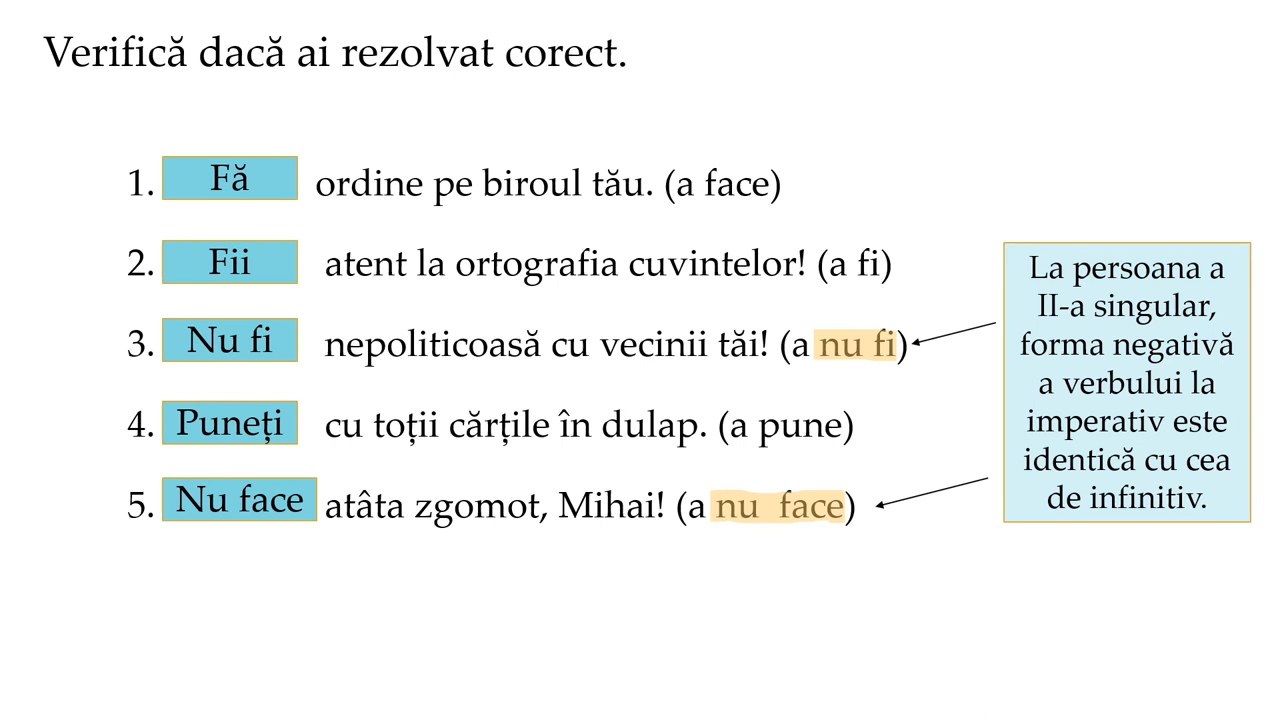 Verifică dacă ai rezolvat corect.
1. Fă ordine pe biroul tău. (a face)
2. Fii atent la ortografia cuvintelor! (a fi)
3. Nu fi nepoliticoasă cu vecinii tăi! (a nu fi)
4. Puneți cu toții cărțile în dulap. (a pune)
5. Nu face atâta zgomot, Mihai! (a nu face)
La persoana a
II-a singular,
forma negativă
a verbului la
imperativ este
identică cu cea
de infinitiv.